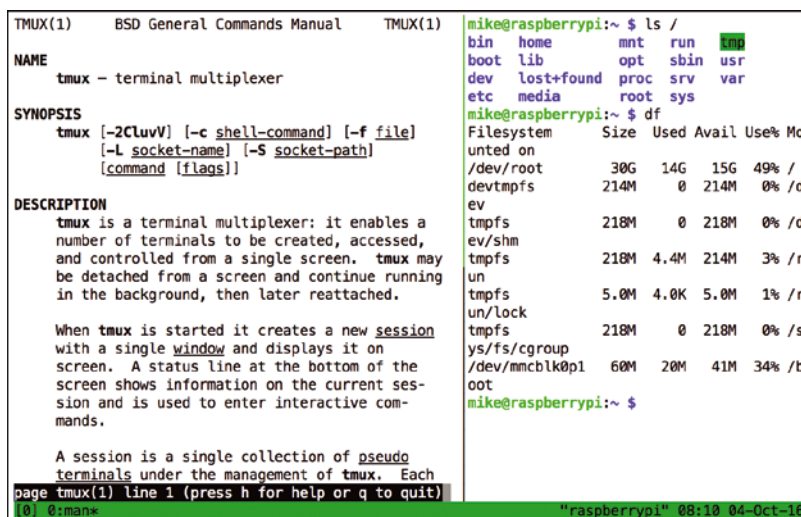 TMUX(1) BSD General Commands Manual TMUX(1)
NAME
tmux — terminal multiplexer
SYNOPSIS
tmux [-2CluvV] [-c shell-command] [-f file]
[-L socket-name] [-S socket-path]
[command [flags]]
DESCRIPTION
tmux is a terminal multiplexer: it enables a
number of terminals to be created, accessed,
and controlled from a single screen. tmux may
be detached from a screen and continue running
in the background, then later reattached.
When tmux is started it creates a new session
with a single window and displays it on
screen. A status line at the bottom of the
screen shows information on the current ses-
sion and is used to enter interactive com-
mands.
A session is a single collection of pseudo
terminals under the management of tmux. Each
page tmux(1) line 1 (press h for help or q to quit)
mike@raspberrypi:~ $ ls /
bin home mnt run tmp
boot lib opt sbin usr
dev lost+found proc srv var
etc media root sys
mike@raspberrypi:~ $ df
Filesystem Size Used Avail Use% Mo
unted on
/dev/root 30G 14G 15G 49% /
devtmpfs 214M 0 214M 0% /d
ev
tmpfs 218M 0 218M 0% /d
ev/shm
tmpfs 218M 4.4M 214M 3% /r
un
tmpfs 5.0M 4.0K 5.0M 1% /r
un/lock
tmpfs 218M 0 218M 0% /s
ys/fs/cgroup
/dev/mmcblk0p1 60M 20M 41M 34% /b
oot
mike@raspberrypi:~ $
[0] 0:man* "raspberrypi" 08:10 04-Oct-16